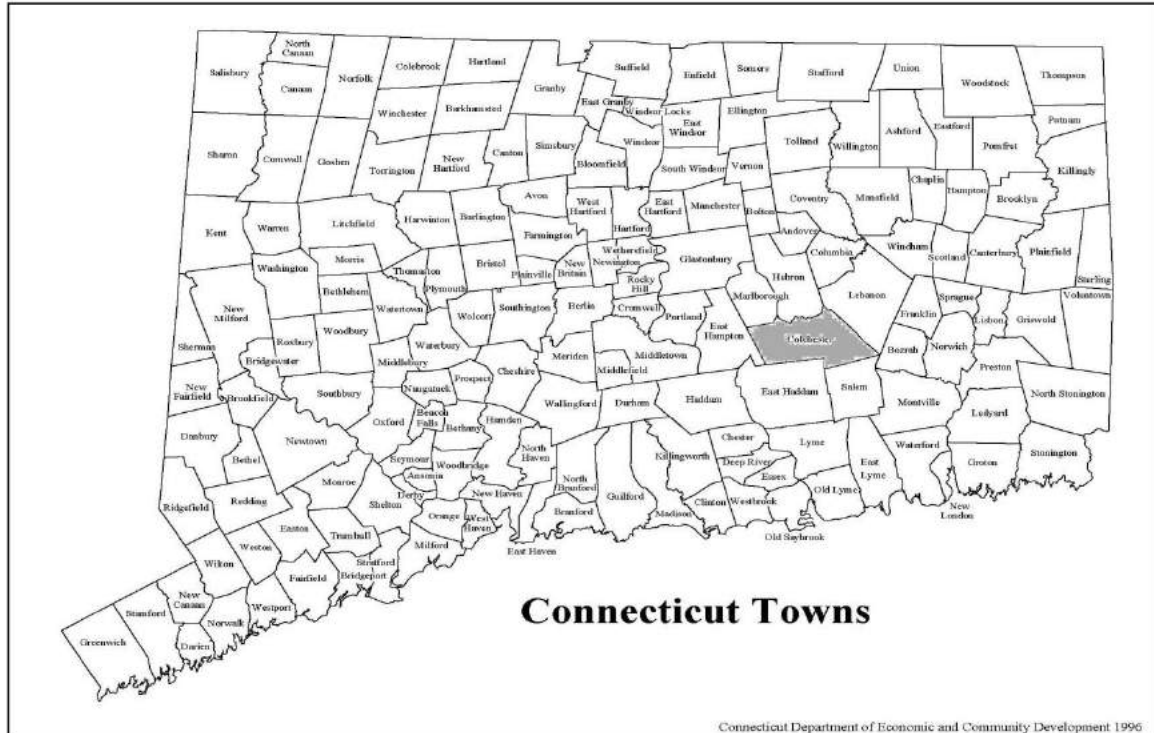 North Canaan
Salisbury
Canaan
Norfolk
Colebrook
Hartland
Granby
Suffield
Enfield
Somers
Stafford
Union
Woodstock
Thompson
East Granby
Windsor Locks
Winchester
Barkhamsted
East Windsor
Ellington
Putnam
Sharon
Cornwall
Goshen
Torrington
New Hartford
Canton
Simsbury
Bloomfield
Windsor
South Windsor
Vernon
Tolland
Willington
Ashford
Eastford
Pomfret
Killingly
Kent
Warren
Litchfield
Harwinton
Burlington
Avon
West Hartford
Hartford
East Hartford
Manchester
Bolton
Coventry
Mansfield
Chaplin
Hampton
Brooklyn
Washington
Morris
Thomaston
Plymouth
Bristol
Farmington
Plainville
New Britain
Newington
Wethersfield
Rocky Hill
Glastonbury
Hebron
Andover
Columbia
Windham
Scotland
Canterbury
Plainfield
Sterling
New Milford
Bethlehem
Watertown
Wolcott
Southington
Berlin
Cromwell
Portland
Marlborough
Lebanon
Franklin
Sprague
Lisbon
Griswold
Voluntown
Sherman
Bridgewater
Roxbury
Woodbury
Middlebury
Waterbury
Cheshire
Meriden
Middlefield
Middletown
East Hampton
Colchester
Bozrah
Norwich
Preston
New Fairfield
Brookfield
Southbury
Naugatuck
Prospect
Wallingford
Durham
Haddam
East Haddam
Salem
Montville
Ledyard
North Stonington
Danbury
Bethel
Newtown
Oxford
Beacon Falls
Bethany
Hamden
North Haven
Killingworth
Chester
Deep River
Essex
Lyme
East Lyme
Waterford
Groton
Stonington
Ridgefield
Redding
Monroe
Seymour
Ansonia
Derby
Woodbridge
New Haven
North Branford
Branford
Guilford
Madison
Clinton
Westbrook
Old Lyme
New London
Old Saybrook
Easton
Shelton
Orange
West Haven
East Haven
Wilton
Weston
Trumbull
Stratford
Milford
Bridgeport
Fairfield
New Canaan
Stamford
Greenwich
Darien
Norwalk
Westport
Connecticut Towns
Connecticut Department of Economic and Community Development 1996